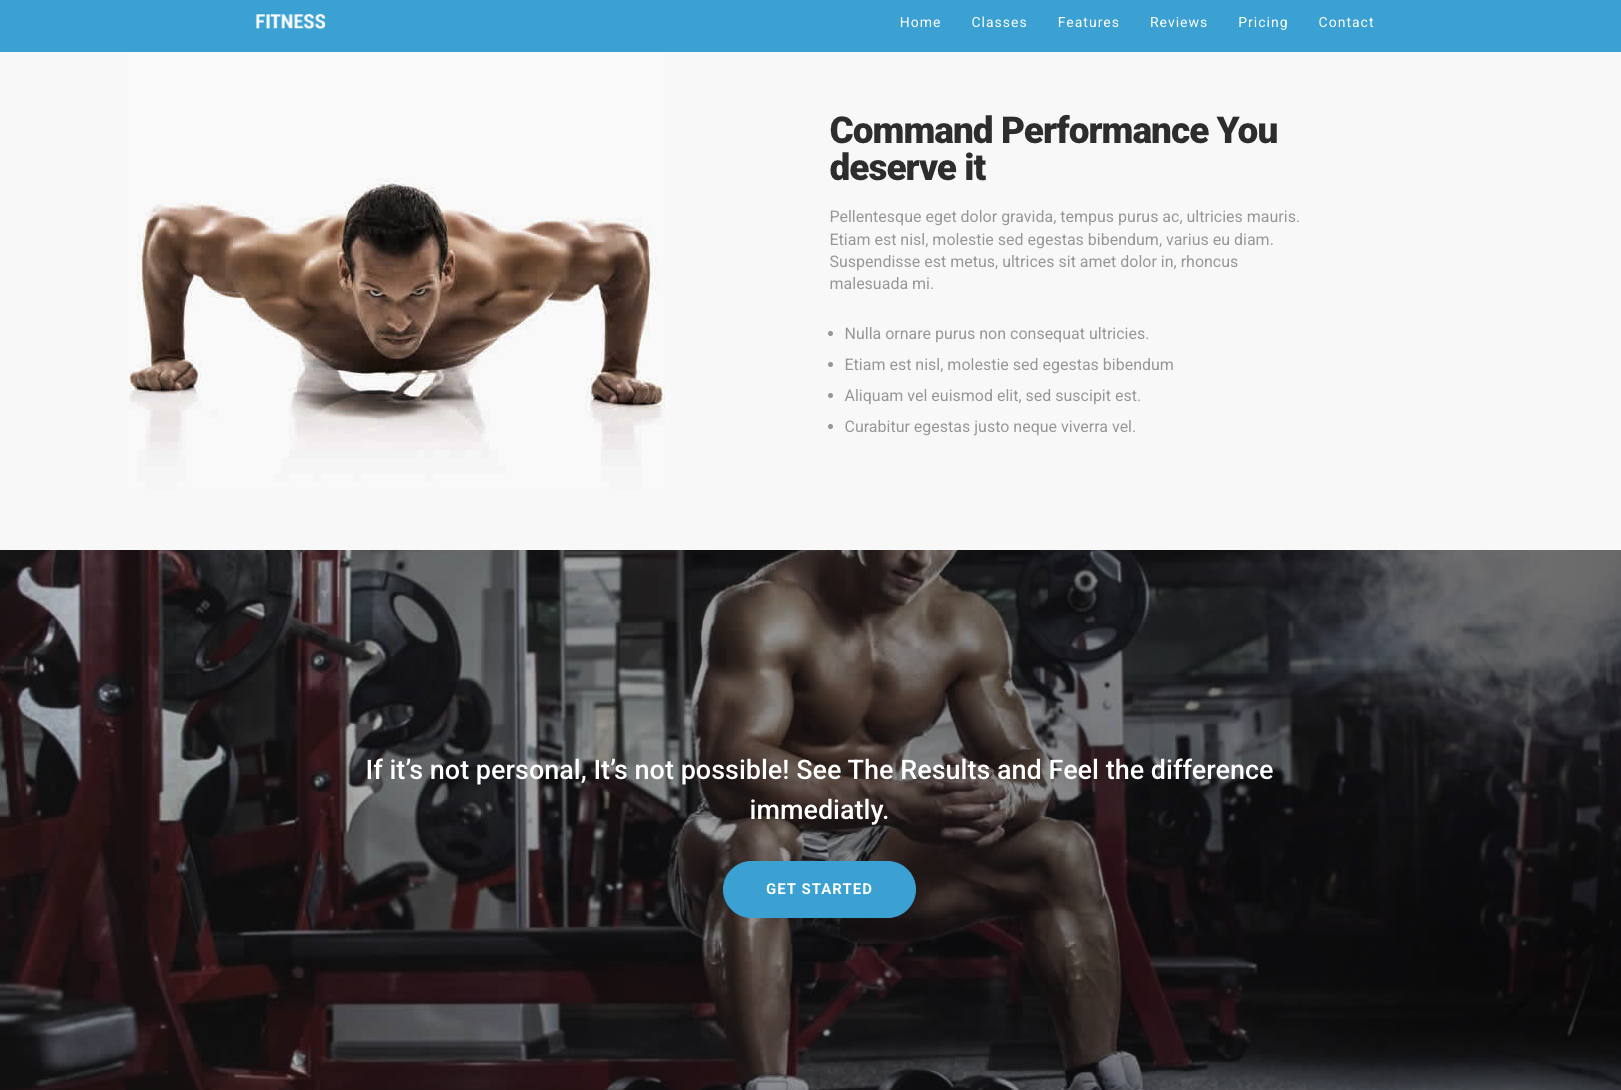 FITNESS
Home Classes Features Reviews Pricing Contact
Command Performance You
deserve it
Pellentesque eget dolor gravida, tempus purus ac, ultricies mauris.
Etiam est nisl, molestie sed egestas bibendum, varius eu diam.
Suspendisse est metus, ultrices sit amet dolor in, rhoncus
malesuada mi.
• Nulla ornare purus non consequat ultricies.
• Etiam est nisl, molestie sed egestas bibendum
• Aliquam vel euismod elit, sed suscipit est.
• Curabitur egestas justo neque viverra vel.
If it’s not personal, It’s not possible! See The Results and Feel the difference
immediatly.
GET STARTED